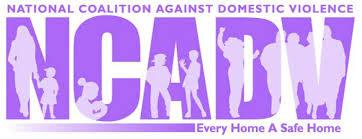 NATIONAL COALITION AGAINST DOMESTIC VIOLENCE
NCADV
Every Home A Safe Home